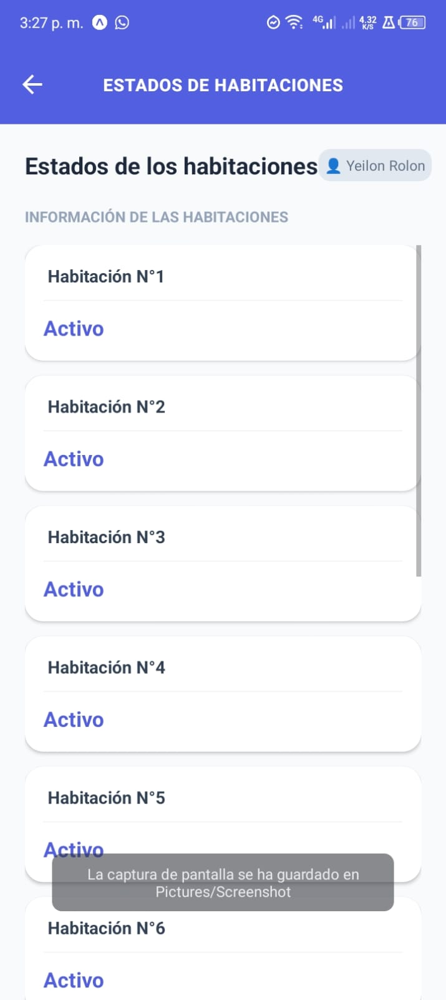 3:27 p. m.
4G 4.32 K/S 76
ESTADOS DE HABITACIONES
Estados de los habitaciones
Yeilon Rolon
INFORMACIÓN DE LAS HABITACIONES
Habitación N°1
Activo
Habitación N°2
Activo
Habitación N°3
Activo
Habitación N°4
Activo
Habitación N°5
Activo
La captura de pantalla se ha guardado en
Pictures/Screenshot
Habitación N°6
Activo